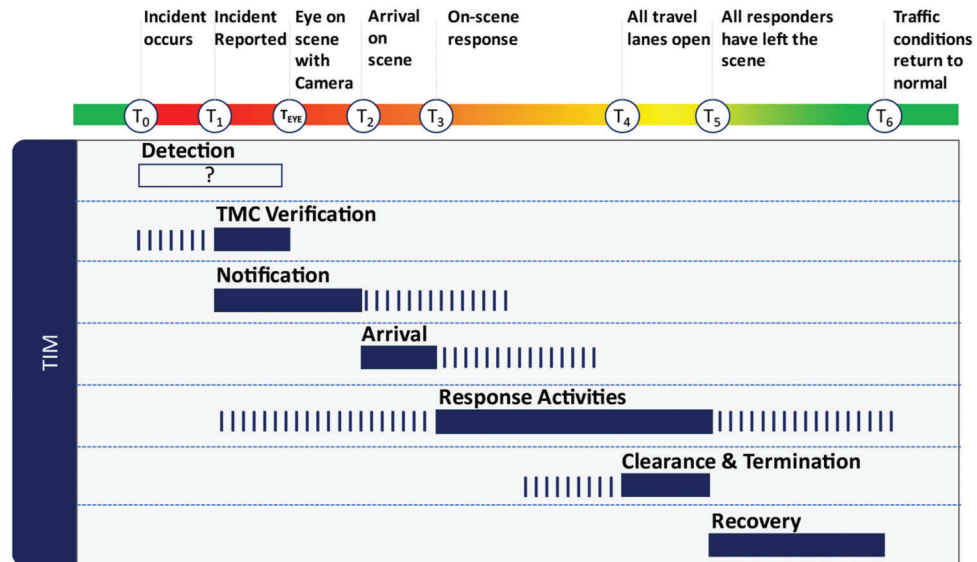 Incident
occurs
Incident
Reported
Eye on
scene
with
Camera
Arrival
on
scene
On-scene
response
All travel
lanes open
All responders
have left the
scene
Traffic
conditions
return to
normal
T0
T1
TEYE
T2
T3
T4
T5
T6
TIM
Detection
?
TMC Verification
Notification
Arrival
Response Activities
Clearance & Termination
Recovery